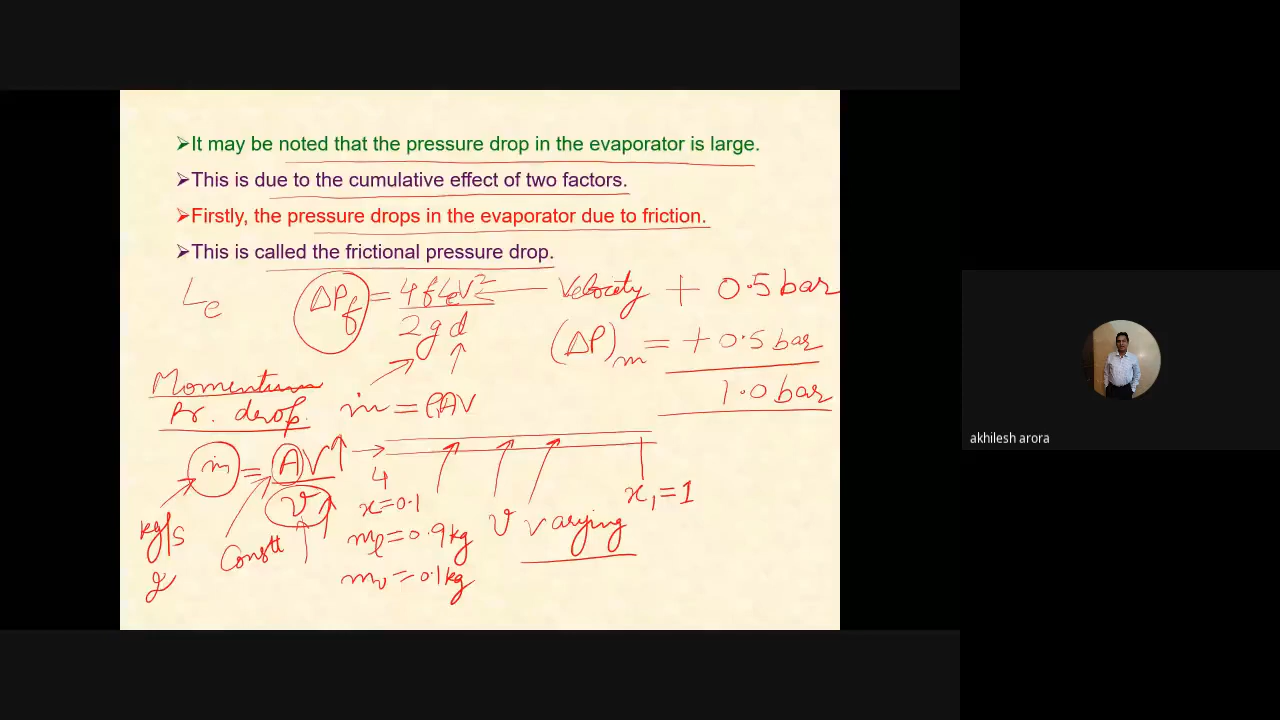 ➢It may be noted that the pressure drop in the evaporator is large.
➢This is due to the cumulative effect of two factors.
➢Firstly, the pressure drops in the evaporator due to friction.
➢This is called the frictional pressure drop.
Le ΔPf = 4fLeV²/2gd Velocity + 0.5 bar
(ΔP)m = + 0.5 bar
1.0 bar
Momentum
Pr. drop.
ṁ = ρAV
ṁ = AV/v
kg/s
Constt
4
x = 0.1
ml = 0.9 kg
mv = 0.1 kg
v varying
x1 = 1
akhilesh arora